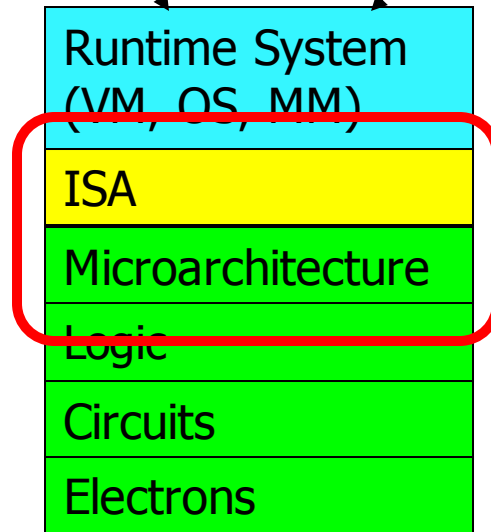 Runtime System
(VM, OS, MM)
ISA
Microarchitecture
Logic
Circuits
Electrons